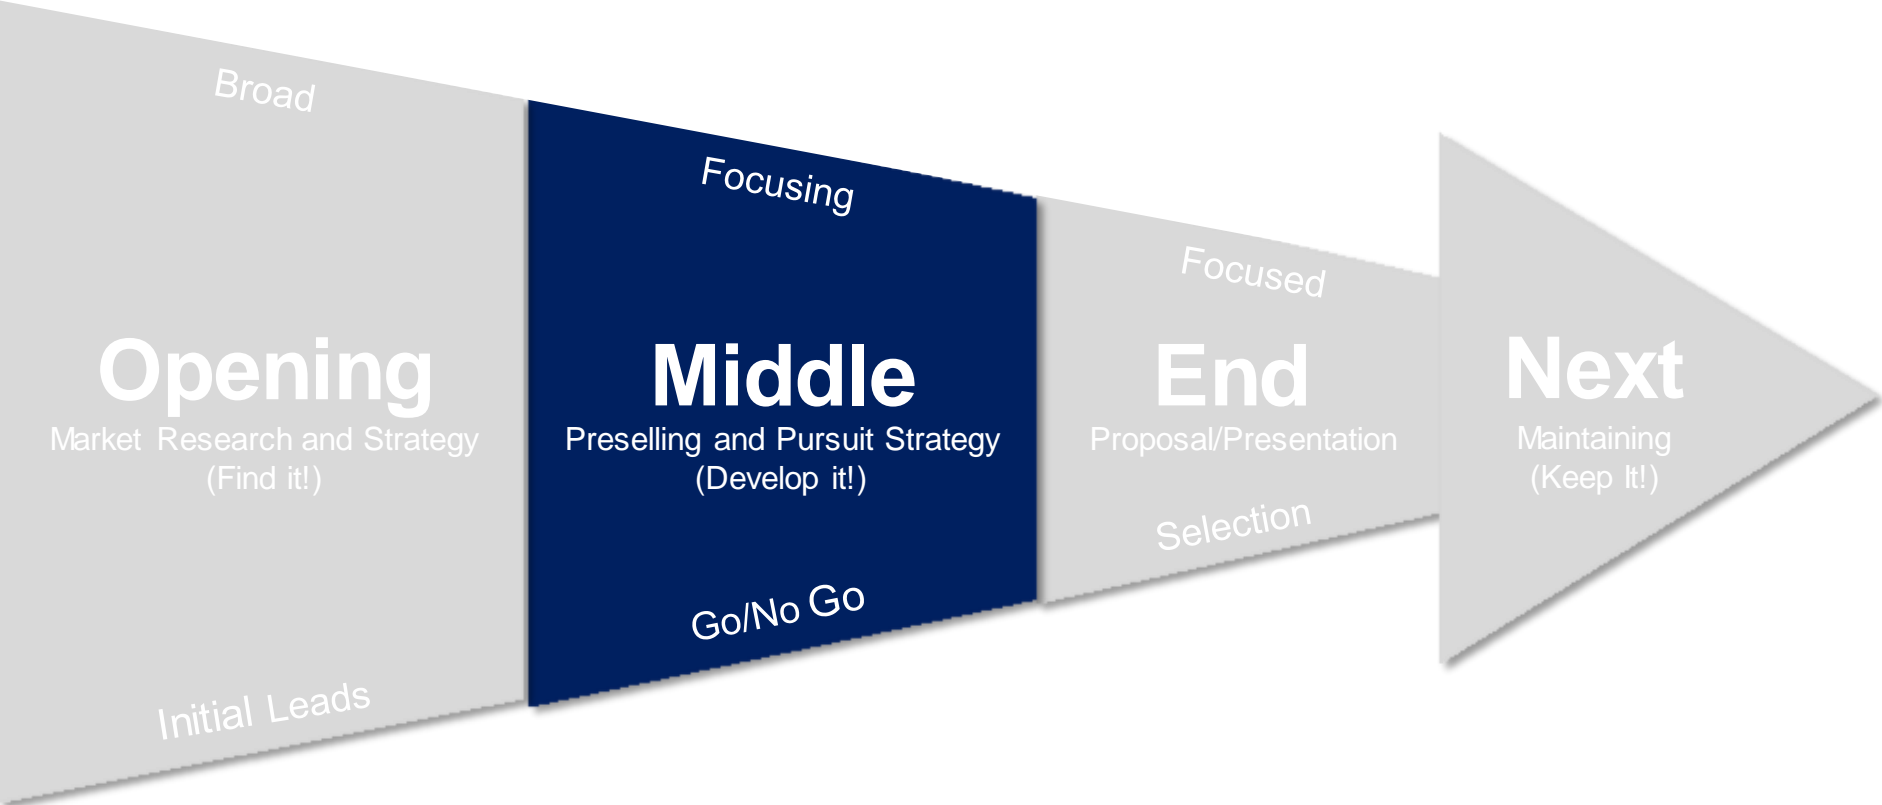 Broad
Opening
Market Research and Strategy
(Find it!)
Initial Leads
Focusing
Middle
Preselling and Pursuit Strategy
(Develop it!)
Go/No Go
Focused
End
Proposal/Presentation
Selection
Next
Maintaining
(Keep It!)